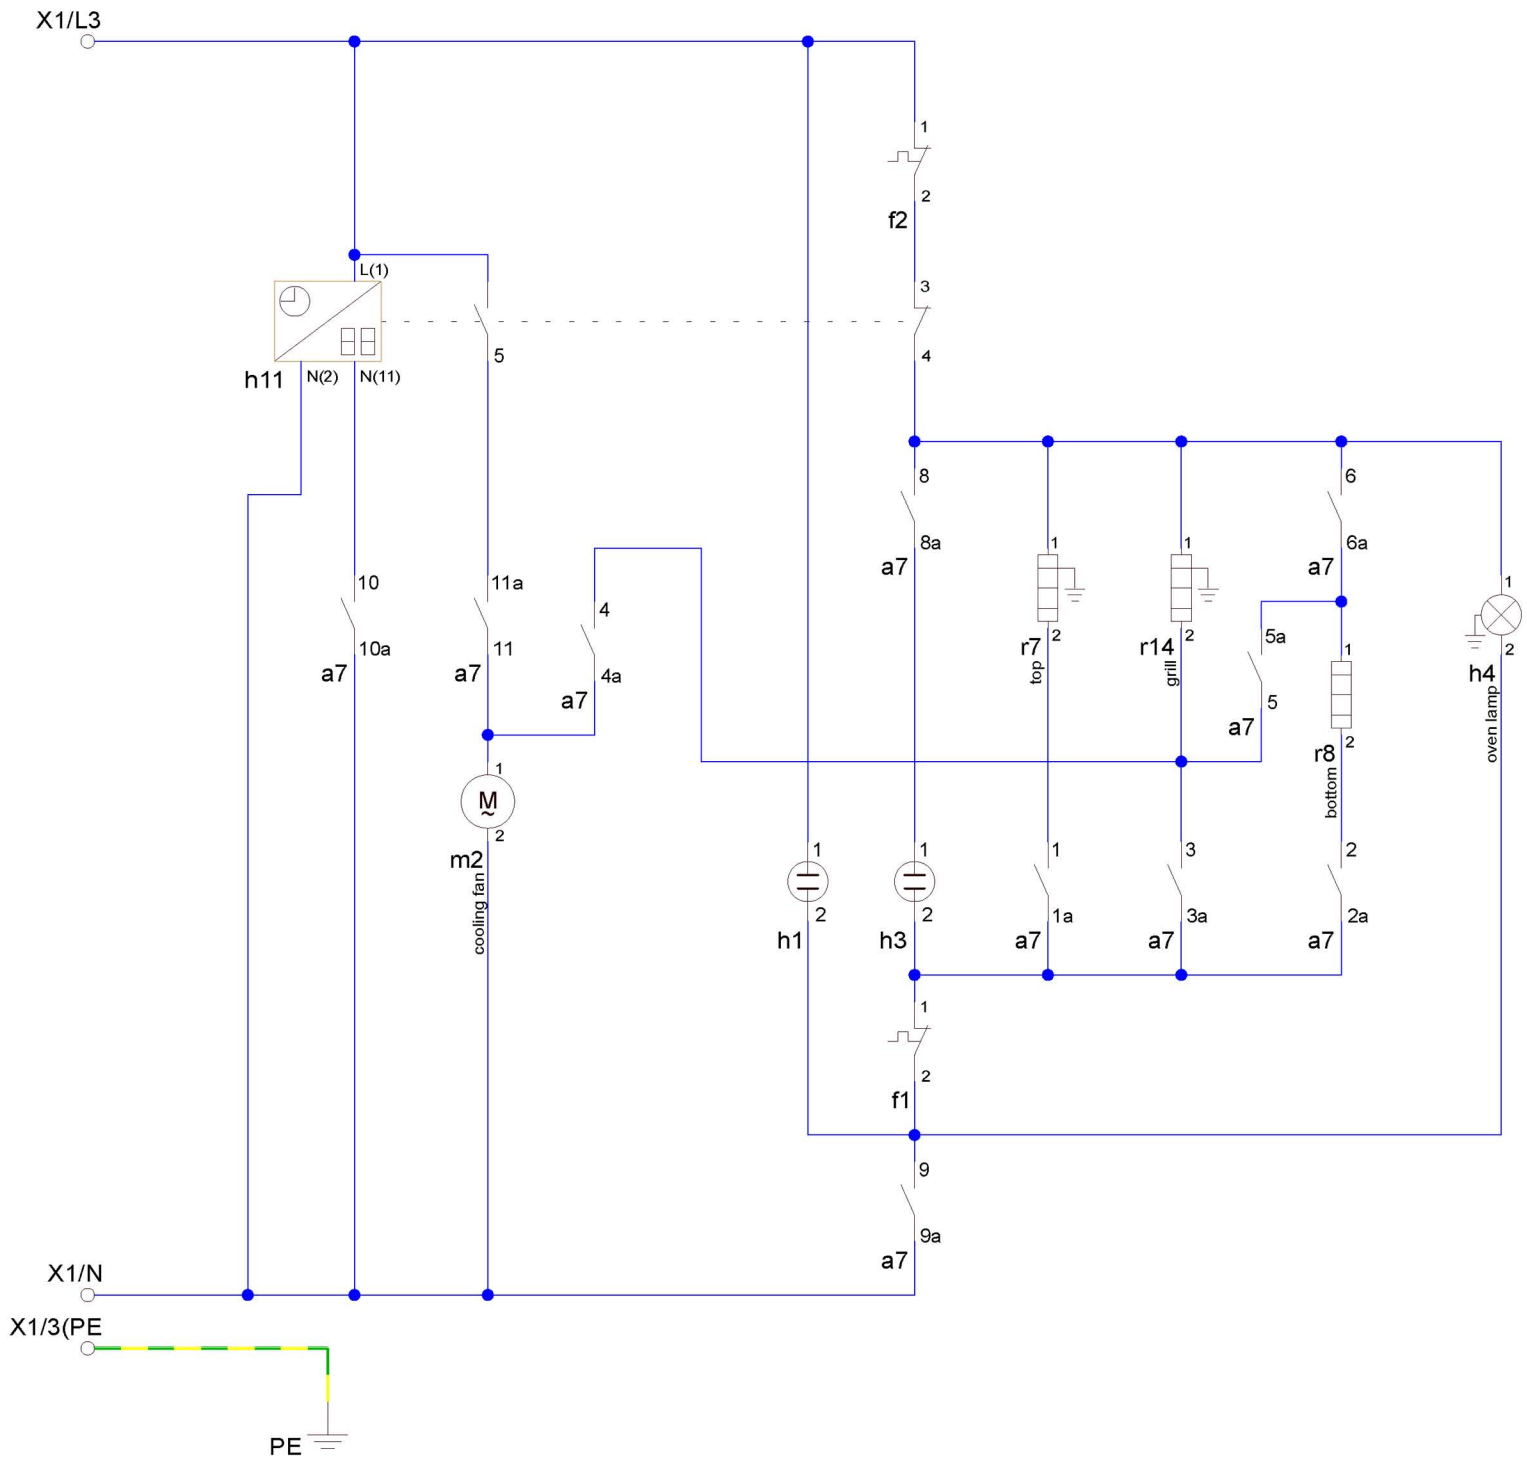 X1/L3
1
2
f2
L(1)
3
5
4
h11
N(2)
N(11)
8
6
8a
6a
a7
a7
10
11a
4
1
1
1
10a
11
4a
a7
a7
a7
r7
2
top
r14
2
grill
5a
5
a7
1
r8
2
bottom
h4
2
oven lamp
1
M
~
2
m2
cooling fan
1
2
h1
1
2
h3
1
1a
a7
3
3a
a7
2
2a
a7
1
2
f1
9
9a
a7
X1/N
X1/3(PE
PE